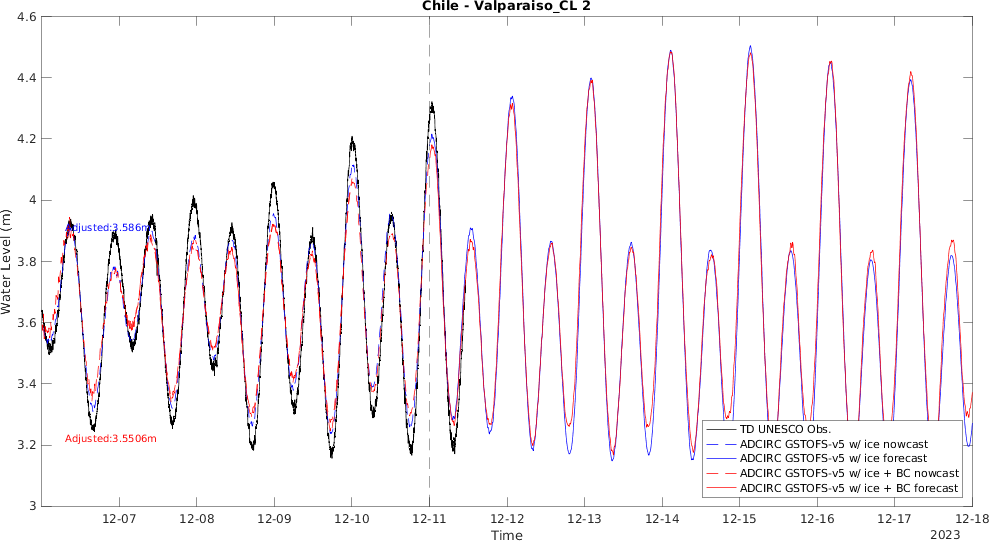 Chile - Valparaiso_CL 2
4.6
4.4
4.2
4
3.8
3.6
3.4
3.2
3
Water Level (m)
Adjusted:3.586m
Adjusted:3.5506m
TD UNESCO Obs.
ADCIRC GSTOFS-v5 w/ ice nowcast
ADCIRC GSTOFS-v5 w/ ice forecast
ADCIRC GSTOFS-v5 w/ ice + BC nowcast
ADCIRC GSTOFS-v5 w/ ice + BC forecast
12-07 12-08 12-09 12-10 12-11 12-12 12-13 12-14 12-15 12-16 12-17 12-18
Time
2023